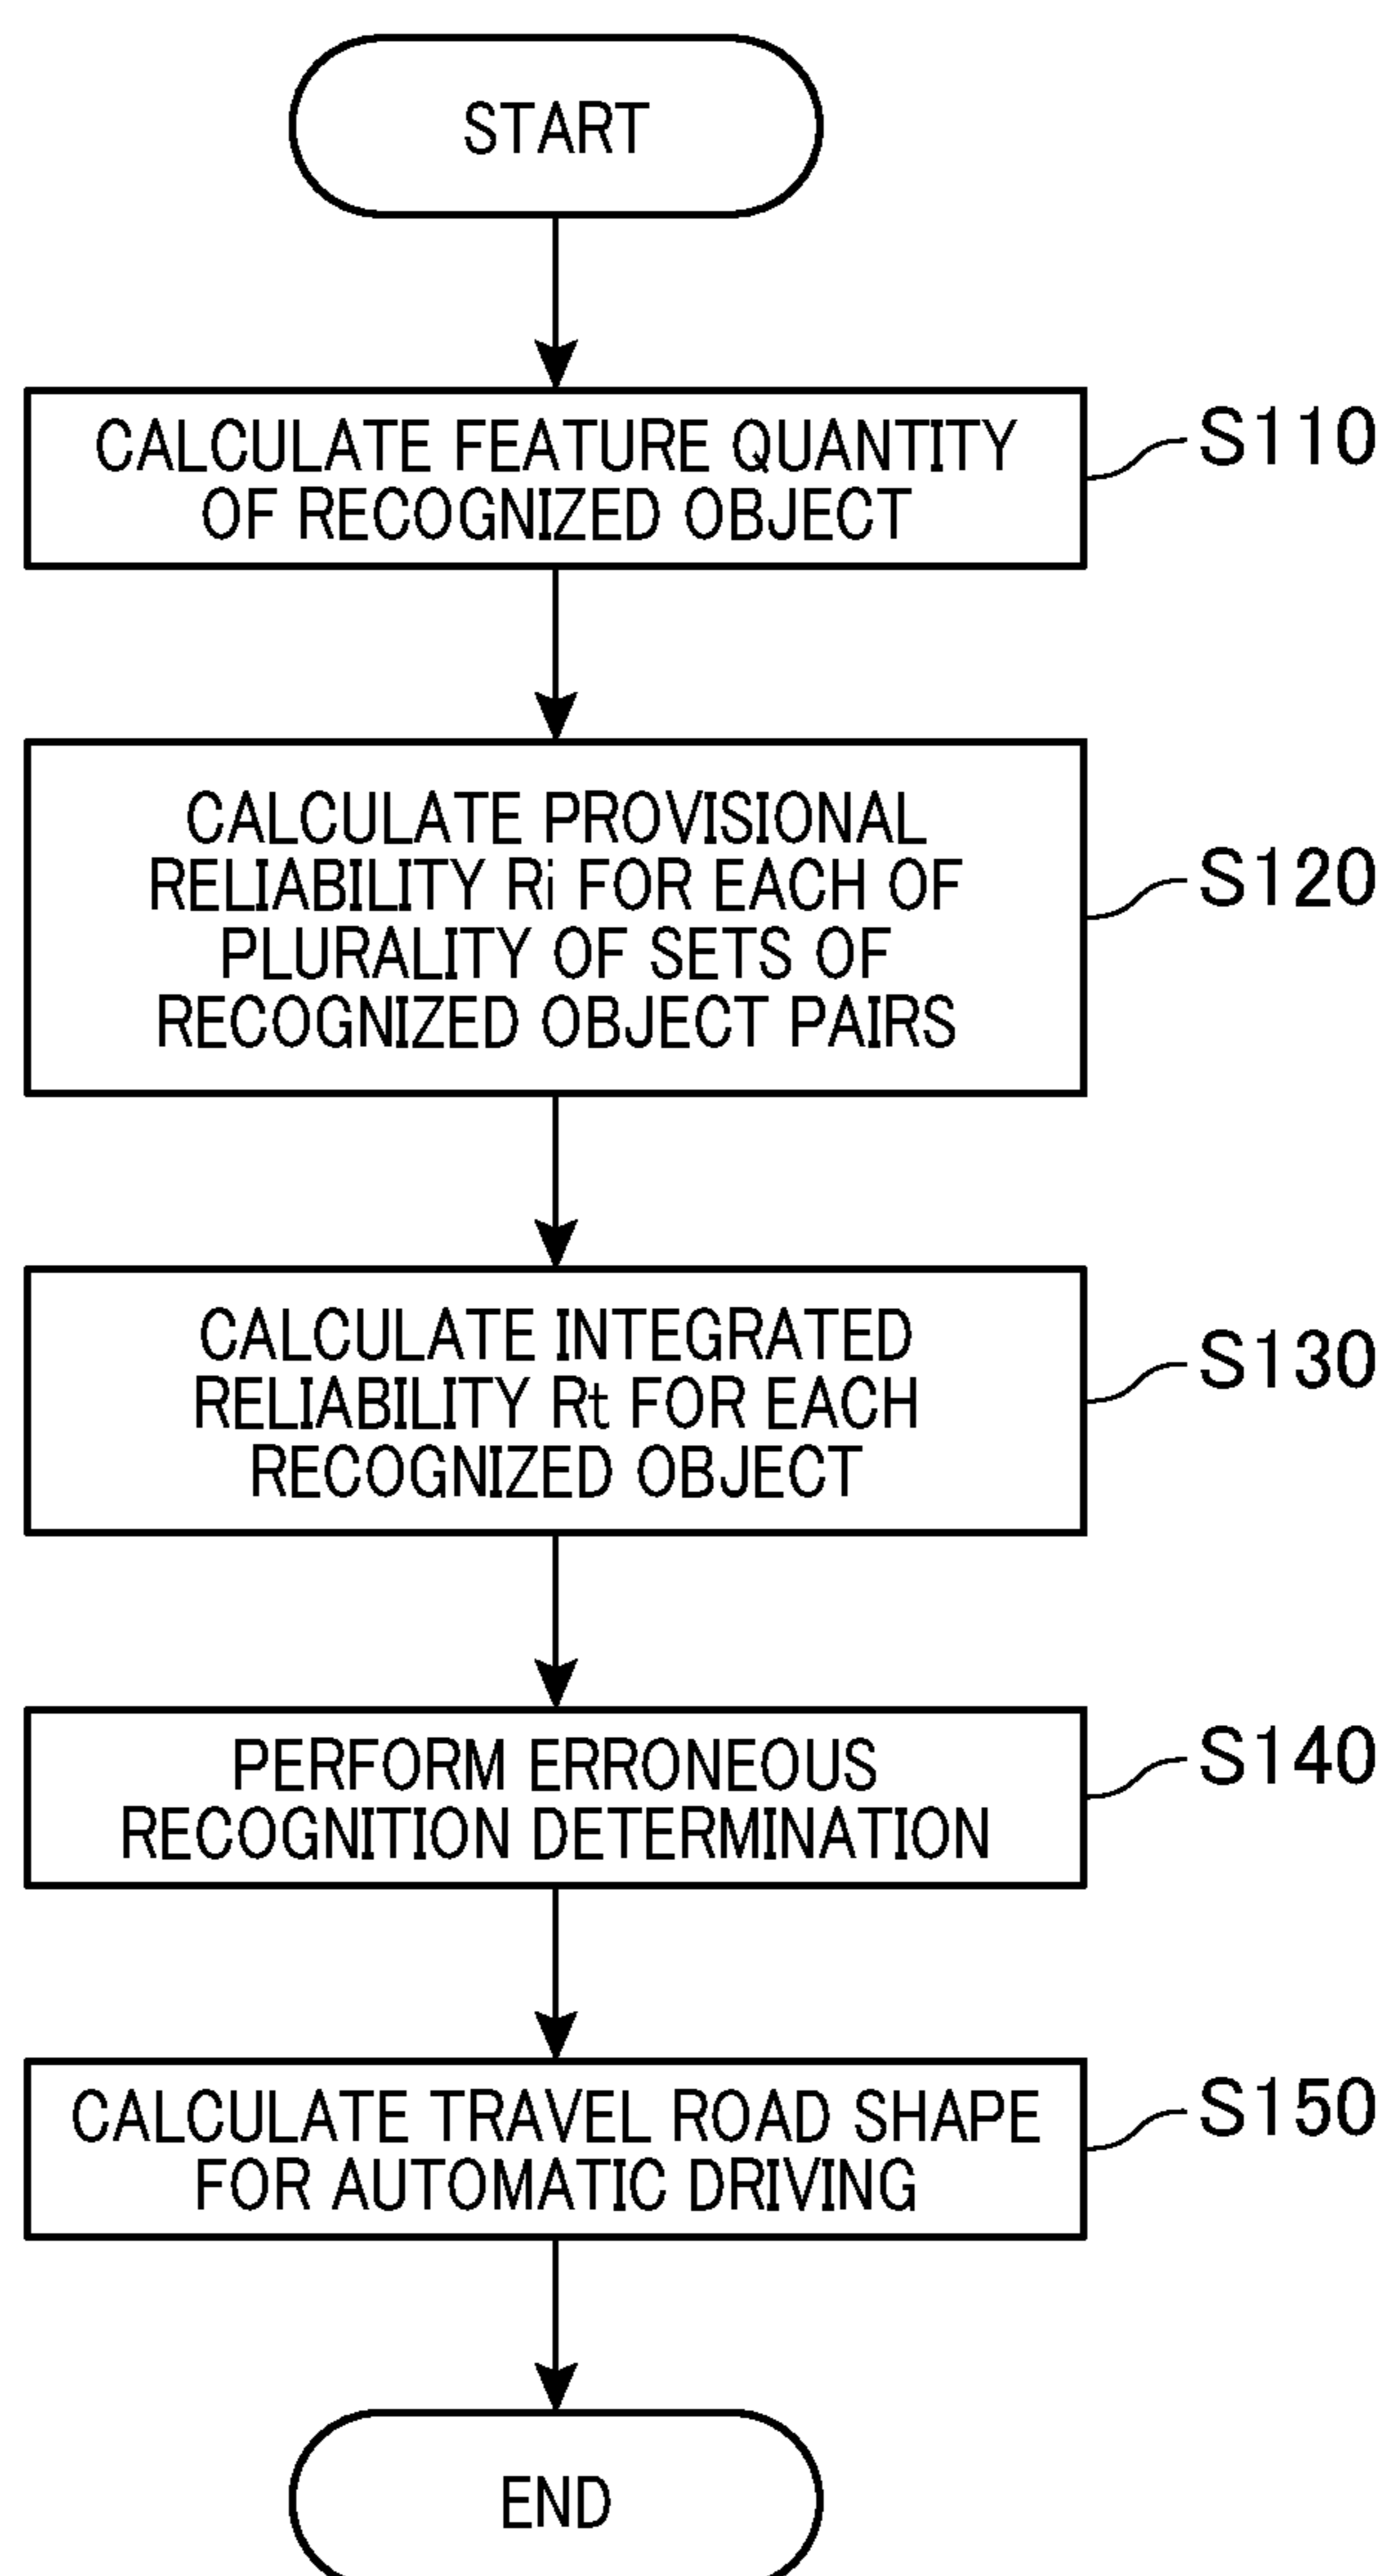 START
CALCULATE FEATURE QUANTITY
OF RECOGNIZED OBJECT
S110
CALCULATE PROVISIONAL
RELIABILITY Ri FOR EACH OF
PLURALITY OF SETS OF
RECOGNIZED OBJECT PAIRS
S120
CALCULATE INTEGRATED
RELIABILITY Rt FOR EACH
RECOGNIZED OBJECT
S130
PERFORM ERRONEOUS
RECOGNITION DETERMINATION
S140
CALCULATE TRAVEL ROAD SHAPE
FOR AUTOMATIC DRIVING
S150
END